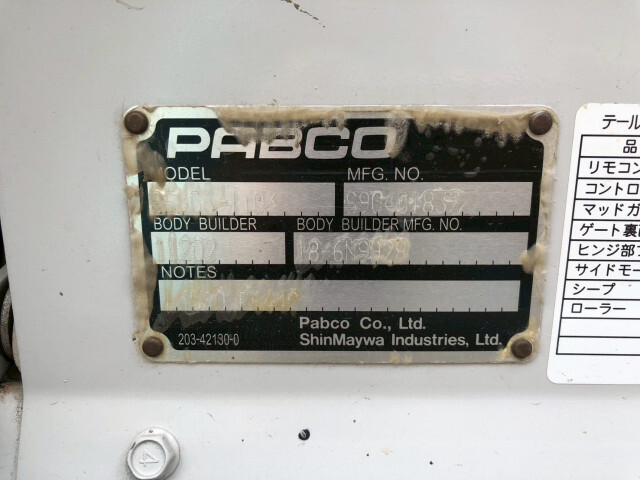 PABCO
MODEL
MFG. NO.
BODY BUILDER
BODY BUILDER MFG. NO.
NOTES
203-42130-0
Pabco Co., Ltd.
ShinMaywa Industries, Ltd.
4
テール
品
リモコン
コントロ
マッドガ
ゲート裏
ヒンジ部
サイドモー
シープ
ローラー